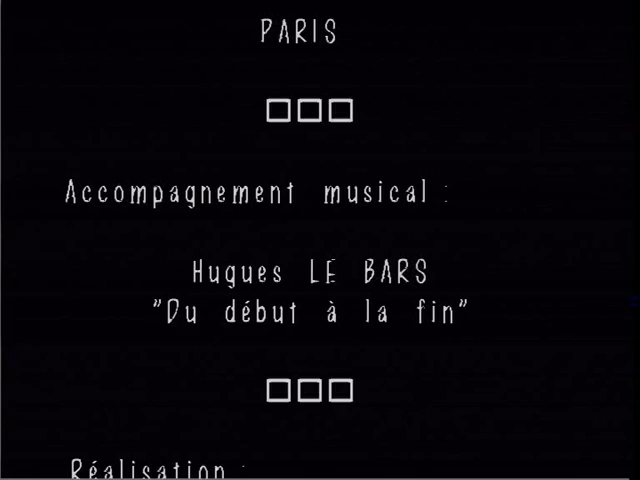 PARIS
□□□
Accompagnement musical :
Hugues LE BARS
"Du début à la fin"
□□□
Réalisation :